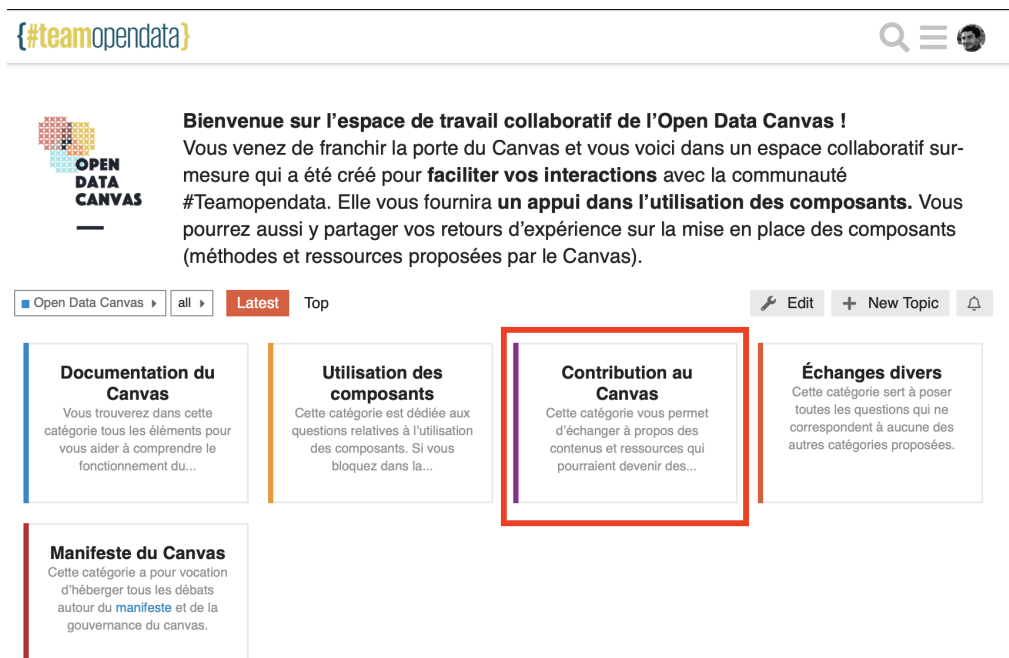 {#teamopendata}
OPEN
DATA
CANVAS
Bienvenue sur l’espace de travail collaboratif de l’Open Data Canvas !
Vous venez de franchir la porte du Canvas et vous voici dans un espace collaboratif sur-
mesure qui a été créé pour faciliter vos interactions avec la communauté
#Teamopendata. Elle vous fournira un appui dans l’utilisation des composants. Vous
pourrez aussi y partager vos retours d’expérience sur la mise en place des composants
(méthodes et ressources proposées par le Canvas).
Open Data Canvas all Latest Top Edit New Topic
Documentation du
Canvas
Vous trouverez dans cette
catégorie tous les éléments pour
vous aider à comprendre le
fonctionnement du...
Utilisation des
composants
Cette catégorie est dédiée aux
questions relatives à l’utilisation
des composants. Si vous
bloquez dans la...
Contribution au
Canvas
Cette catégorie vous permet
d’échanger à propos des
contenus et ressources qui
pourraient devenir des...
Échanges divers
Cette catégorie sert à poser
toutes les questions qui ne
correspondent à aucune des
autres catégories proposées.
Manifeste du Canvas
Cette catégorie a pour vocation
d’héberger tous les débats
autour du manifeste et de la
gouvernance du canvas.